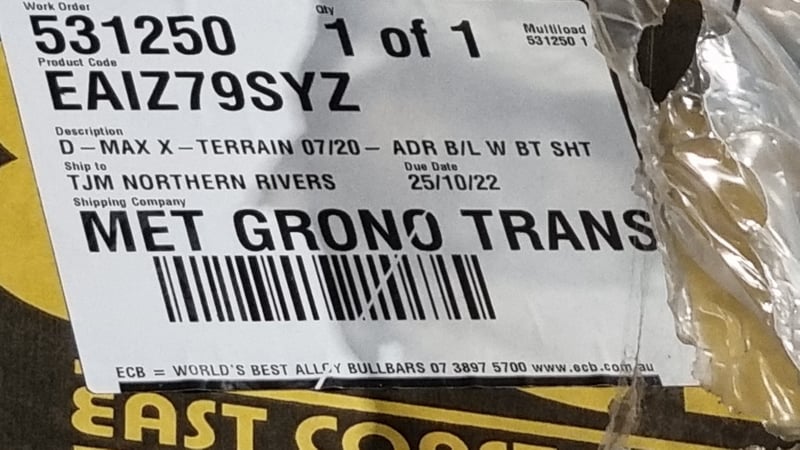 Work Order
Qty
531250 1 of 1 Multiload
531250 1
Product Code
EAIZ79SYZ
Description
D-MAX X-TERRAIN 07/20- ADR B/L W BT SHT
Ship to Due Date
TJM NORTHERN RIVERS 25/10/22
Shipping Company
MET GRONO TRANS
ECB = WORLD'S BEST ALLOY BULLBARS 07 3897 5700 www.ecb.com.au
EAST COAST